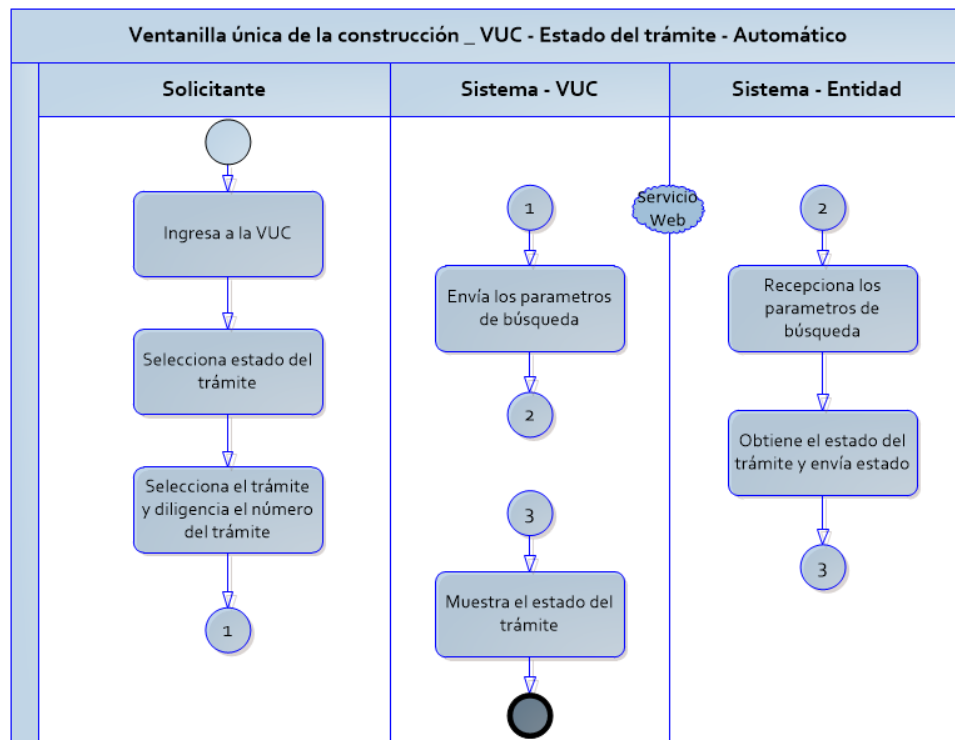 Ventanilla única de la construcción _ VUC - Estado del trámite - Automático
Solicitante
Sistema - VUC
Sistema - Entidad
Ingresa a la VUC
Selecciona estado del
trámite
Selecciona el trámite
y diligencia el número
del trámite
1
1
Envía los parametros
de búsqueda
2
3
Muestra el estado del
trámite
Servicio
Web
2
Recepciona los
parametros de
búsqueda
Obtiene el estado del
trámite y envía estado
3